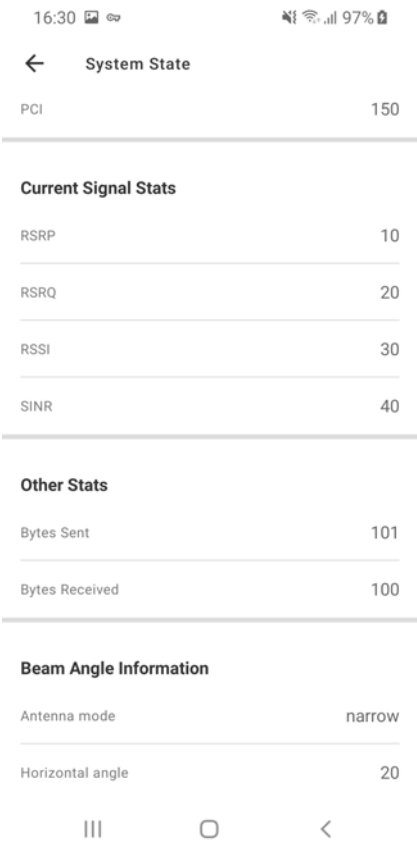 16:30 97%
System State
PCI 150
Current Signal Stats
RSRP 10
RSRQ 20
RSSI 30
SINR 40
Other Stats
Bytes Sent 101
Bytes Received 100
Beam Angle Information
Antenna mode narrow
Horizontal angle 20